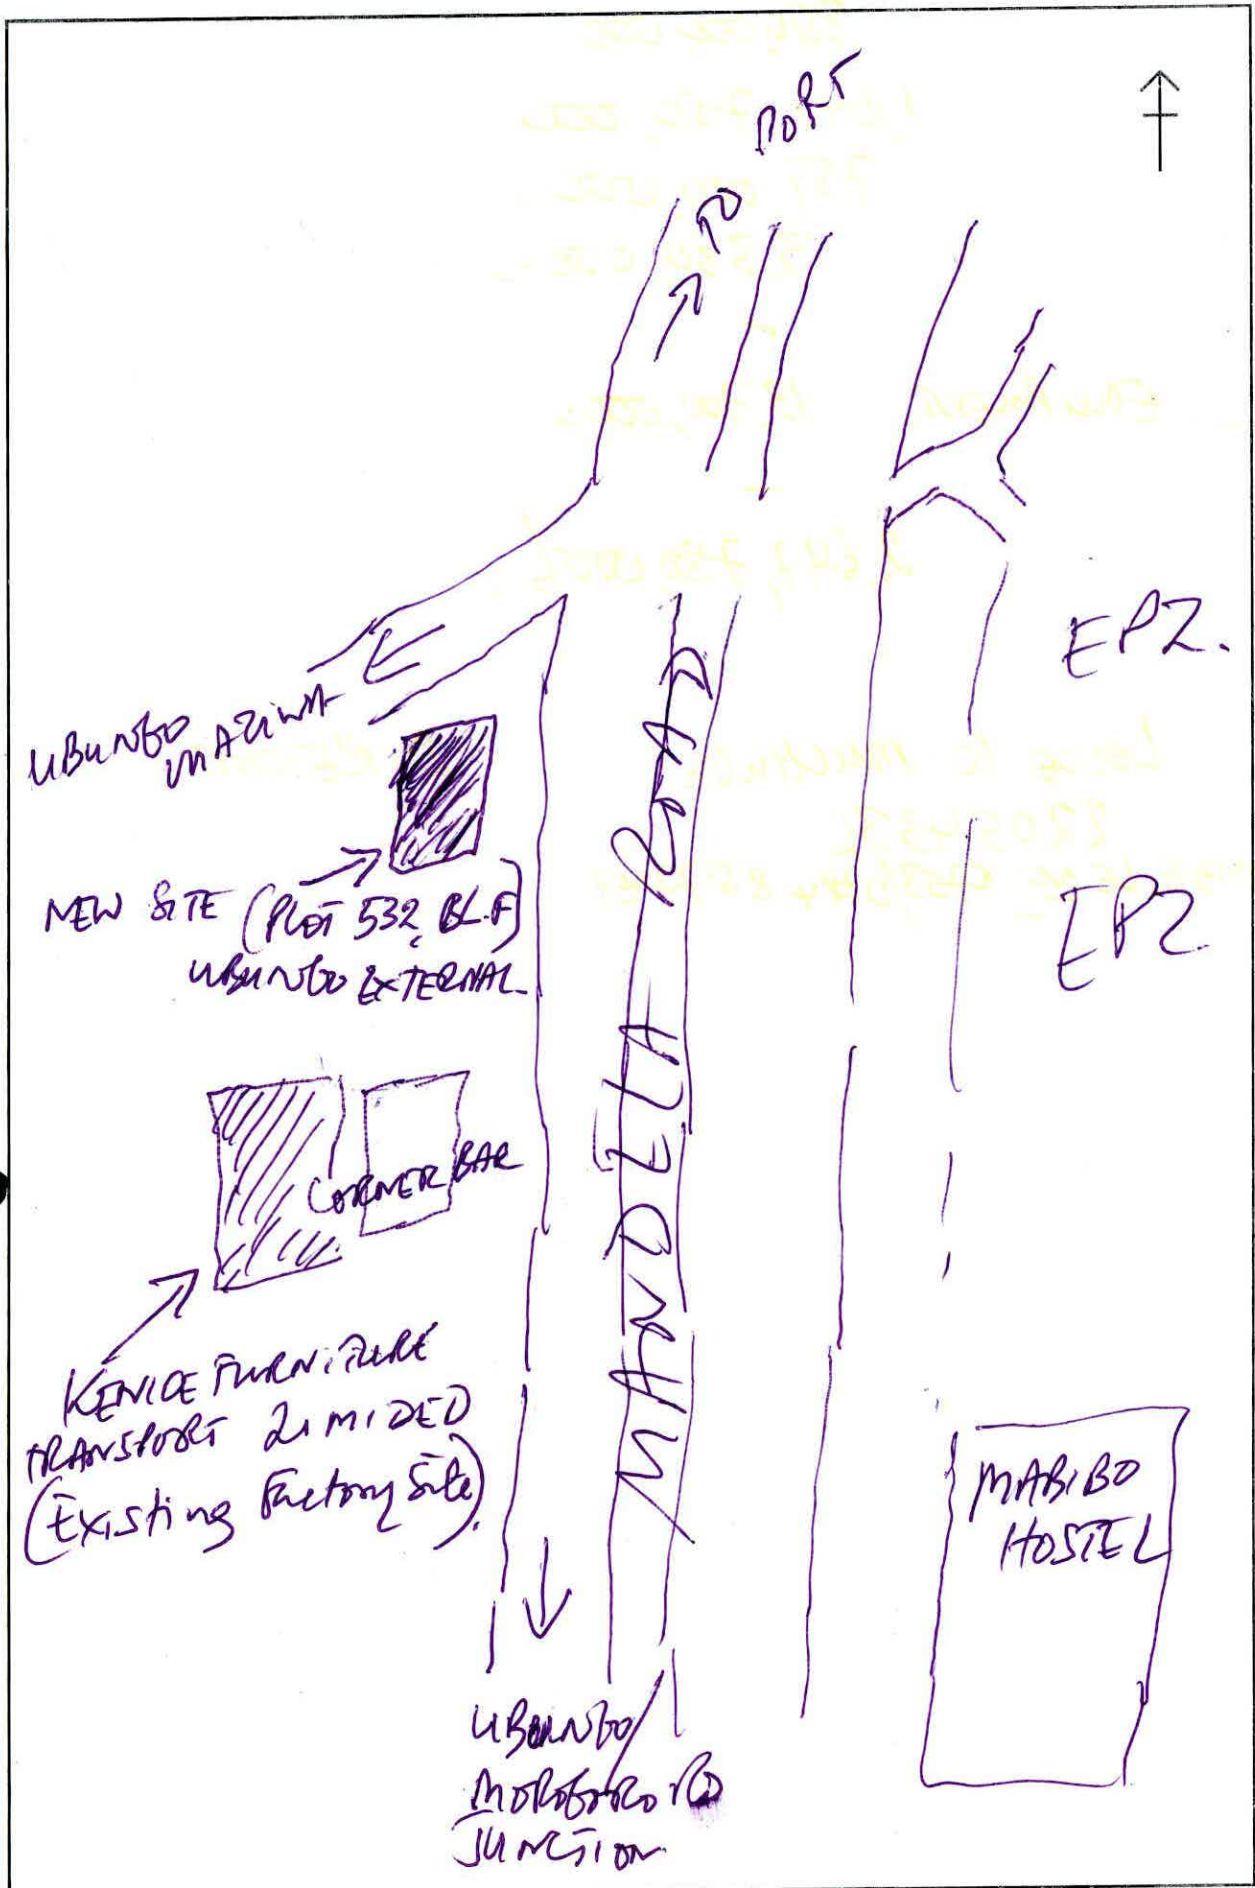 TO PORT
EPZ.
UBUNGO
MAZIWA
NEW SITE (PLOT 532, BL.F)
UBUNGO EXTERNAL
EPZ
MANDELA ROAD
CORNER BAR
KENICE FURNITURE
TRANSPORT LIMIDED
(Existing Factory Site).
MABIBO
HOSTEL
UBUNGO/
MOROGORO RD
JUNCTION